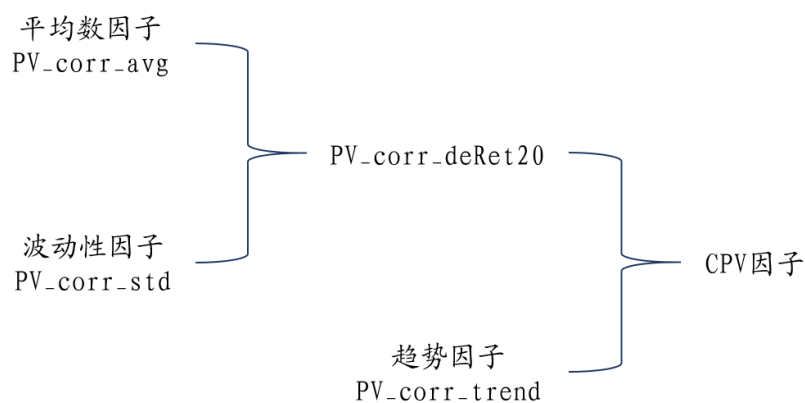 平均数因子
PV_corr_avg
PV_corr_deRet20
波动性因子
PV_corr_std
CPV因子
趋势因子
PV_corr_trend